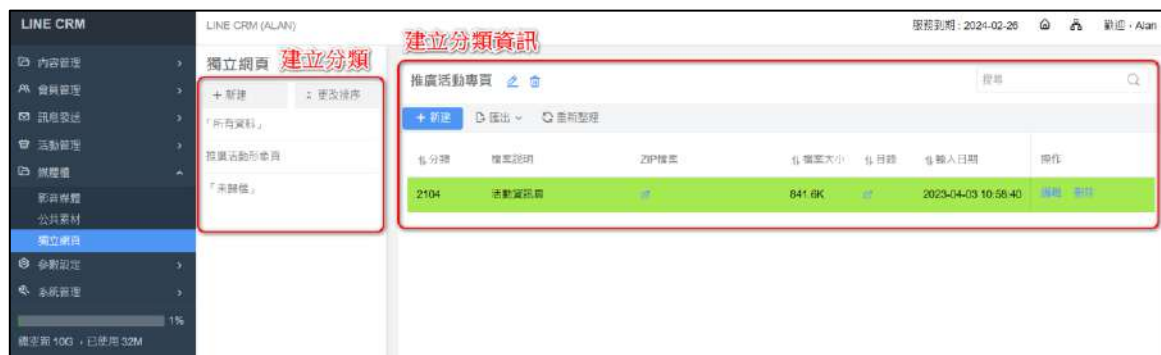 LINE CRM
LINE CRM (ALAN)
服務到期 : 2024-02-26
歡迎，Alan
內容管理
會員管理
訊息發送
活動管理
媒體櫃
影音媒體
公共素材
獨立網頁
參數設定
系統管理
1%
總空間 10G ，已使用 32M
獨立網頁
建立分類
+ 新建
更改排序
「所有資料」
「未歸檔」
建立分類資訊
推廣活動專頁
搜尋
+ 新建
匯出
重新整理
分類
檔案說明
ZIP檔案
檔案大小
目錄
輸入日期
操作
2104
活動資訊頁
841.6K
2023-04-03 10:58:40
編輯
刪除